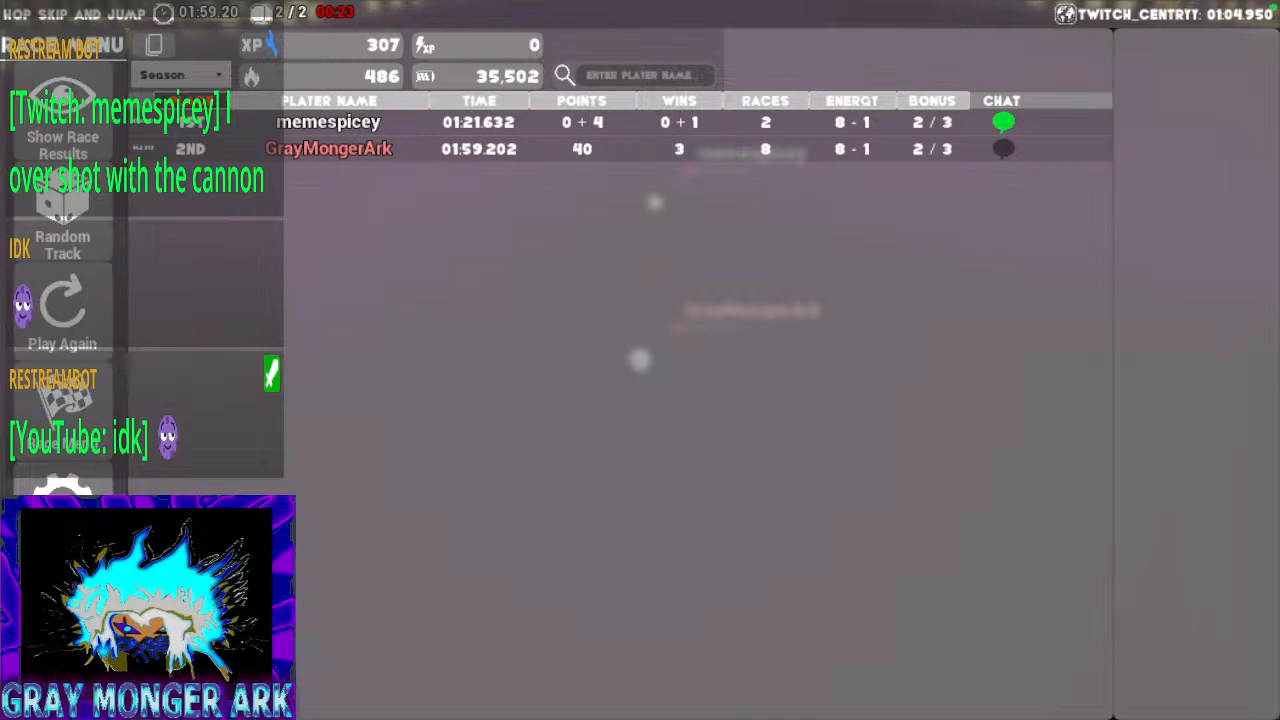 HOP SKIP AND JUMP 01:59.20 2 / 2 00:23 TWITCH_CENTRTT: 01:04.950
MENU XP 307 XP 0
RESTREAM BOT
Season 486 35,502 ENTER PLAYER NAME..
PLAYER NAME TIME POINTS WINS RACES ENERGY BONUS CHAT
[Twitch: memespicey] I
memespicey 01:21.632 0 + 4 0 + 1 2 8 - 1 2 / 3
Show Race
Results
2ND GrayMongerArk 01:59.202 40 3 8 8 - 1 2 / 3
memespicey
over shot with the cannon
Random
Track
IDK
GrayMongerArk
Play Again
RESTREAMBOT
[YouTube: idk]
GRAY MONGER ARK